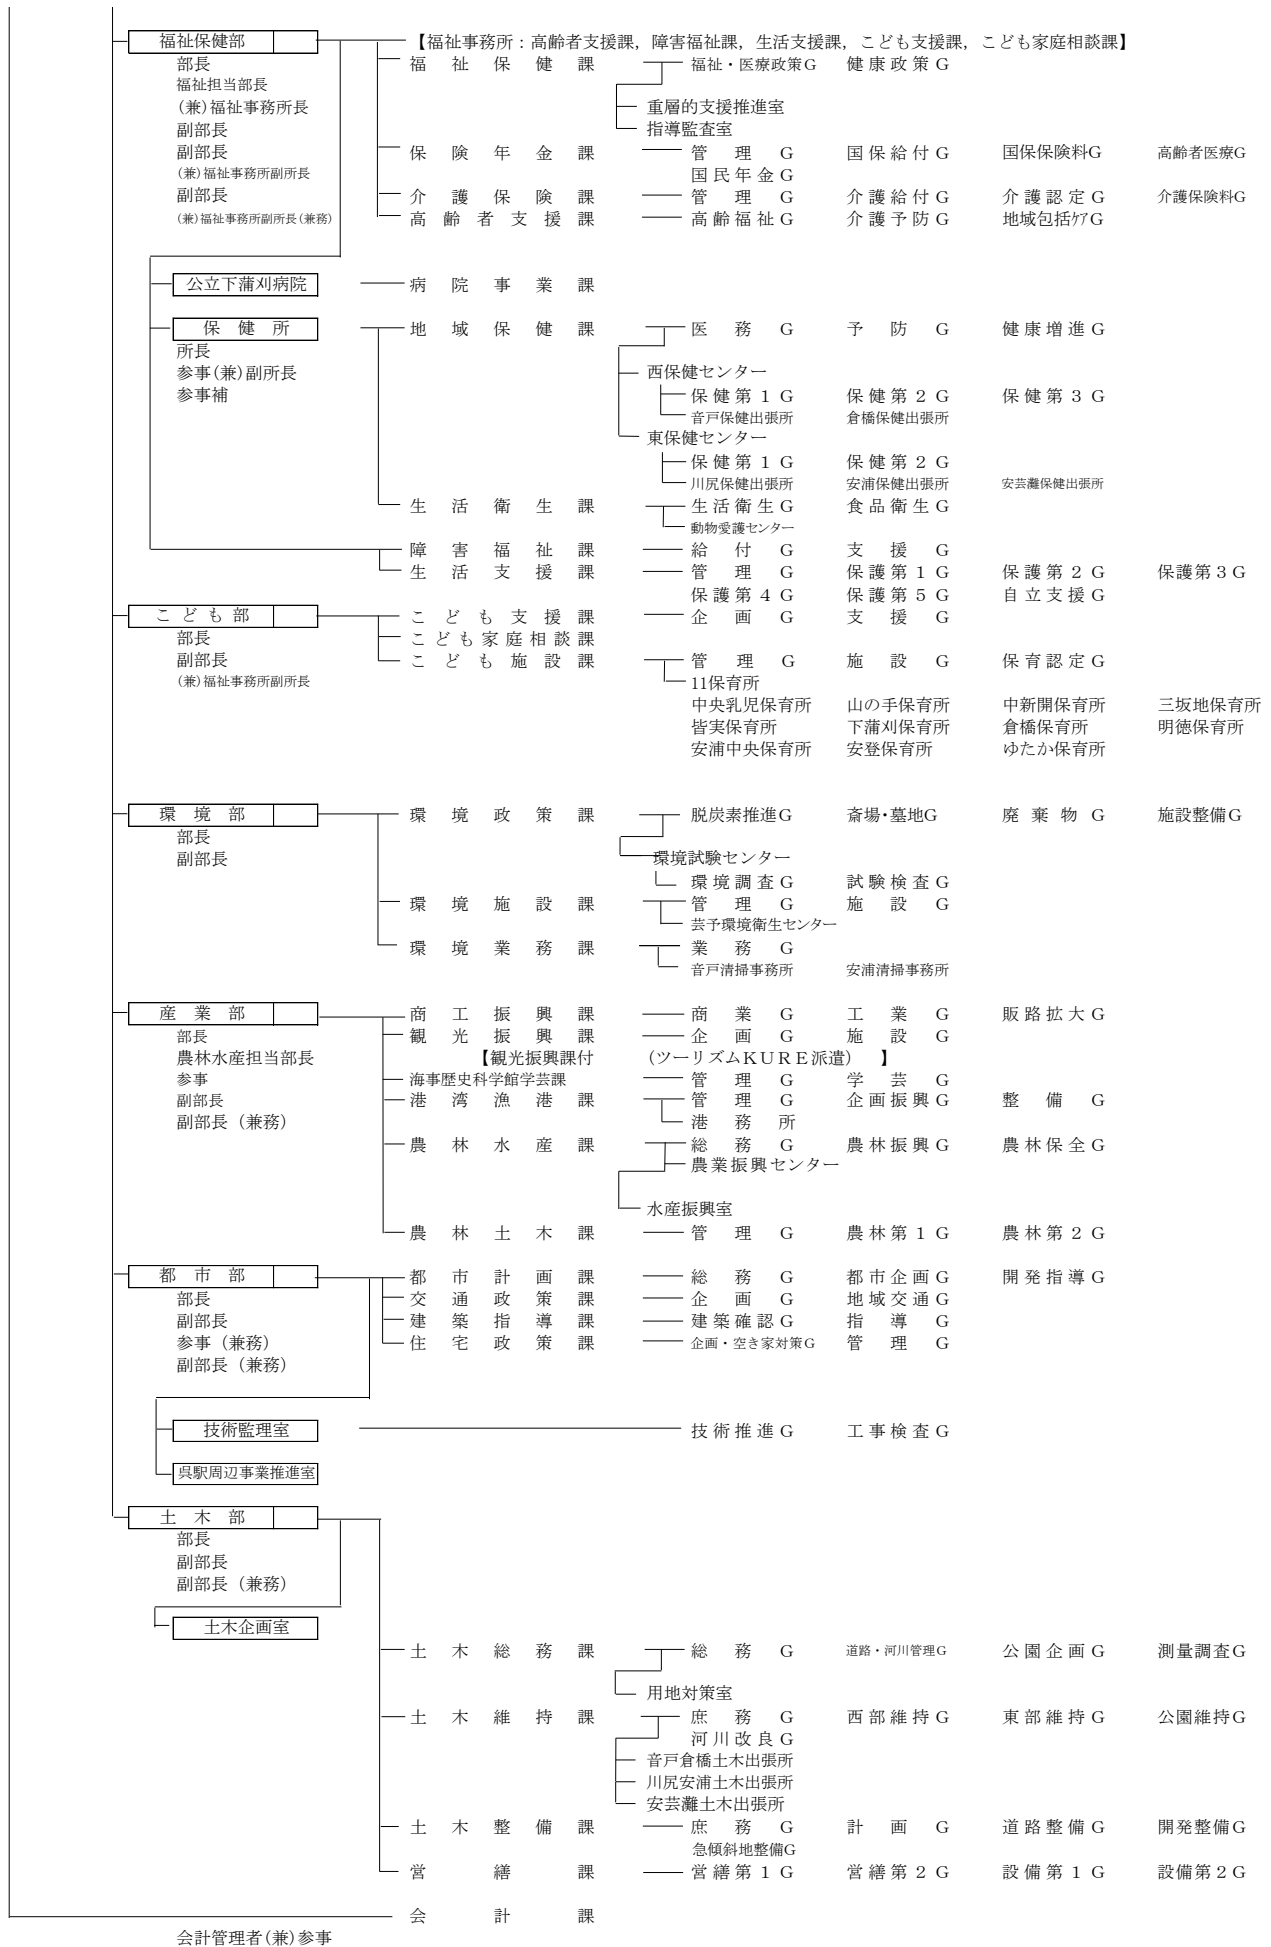 福祉保健部 【福祉事務所：高齢者支援課，障害福祉課，生活支援課，こども支援課，こども家庭相談課】
部長 福祉保健課 福祉・医療政策G 健康政策G
福祉担当部長
(兼)福祉事務所長 重層的支援推進室
副部長 指導監査室
副部長 保険年金課 管理G 国保給付G 国保保険料G 高齢者医療G
(兼)福祉事務所副所長 国民年金G
副部長 介護保険課 管理G 介護給付G 介護認定G 介護保険料G
(兼)福祉事務所副所長(兼務) 高齢者支援課 高齢福祉G 介護予防G 地域包括ｹｱG
公立下蒲刈病院 病院事業課
保健所 地域保健課 医務G 予防G 健康増進G
所長
参事(兼)副所長 西保健センター
参事補 保健第１G 保健第２G 保健第３G
音戸保健出張所 倉橋保健出張所
東保健センター
保健第１G 保健第２G
川尻保健出張所 安浦保健出張所 安芸灘保健出張所
生活衛生課 生活衛生G 食品衛生G
動物愛護センター
障害福祉課 給付G 支援G
生活支援課 管理G 保護第１G 保護第２G 保護第３G
保護第４G 保護第５G 自立支援G
こども部 こども支援課 企画G 支援G
部長 こども家庭相談課
副部長 こども施設課 管理G 施設G 保育認定G
(兼)福祉事務所副所長 11保育所
中央乳児保育所 山の手保育所 中新開保育所 三坂地保育所
皆実保育所 下蒲刈保育所 倉橋保育所 明徳保育所
安浦中央保育所 安登保育所 ゆたか保育所
環境部 環境政策課 脱炭素推進G 斎場・墓地G 廃棄物G 施設整備G
部長
副部長 環境試験センター
環境調査G 試験検査G
環境施設課 管理G 施設G
芸予環境衛生センター
環境業務課 業務G
音戸清掃事務所 安浦清掃事務所
産業部 商工振興課 商業G 工業G 販路拡大G
部長 観光振興課 企画G 施設G
農林水産担当部長 【観光振興課付 （ツーリズムＫＵＲＥ派遣） 】
参事 海事歴史科学館学芸課 管理G 学芸G
副部長 港湾漁港課 管理G 企画振興G 整備G
副部長（兼務） 港務所
農林水産課 総務G 農林振興G 農林保全G
農業振興センター
水産振興室
農林土木課 管理G 農林第１G 農林第２G
都市部 都市計画課 総務G 都市企画G 開発指導G
部長 交通政策課 企画G 地域交通G
副部長 建築指導課 建築確認G 指導G
参事（兼務） 住宅政策課 企画・空き家対策G 管理G
副部長（兼務）
技術監理室 技術推進G 工事検査G
呉駅周辺事業推進室
土木部
部長
副部長
副部長（兼務）
土木企画室
土木総務課 総務G 道路・河川管理G 公園企画G 測量調査G
用地対策室
土木維持課 庶務G 西部維持G 東部維持G 公園維持G
河川改良G
音戸倉橋土木出張所
川尻安浦土木出張所
安芸灘土木出張所
土木整備課 庶務G 計画G 道路整備G 開発整備G
急傾斜地整備G
営繕課 営繕第１G 営繕第２G 設備第１G 設備第２G
会計課
会計管理者(兼)参事